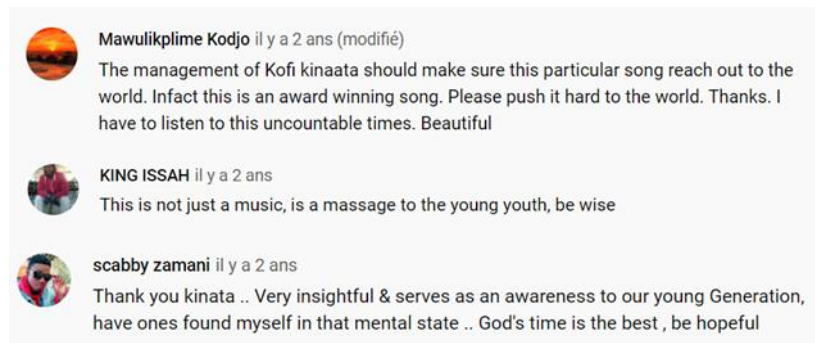 Mawulikplime Kodjo il y a 2 ans (modifié)
The management of Kofi kinaata should make sure this particular song reach out to the
world. Infact this is an award winning song. Please push it hard to the world. Thanks. I
have to listen to this uncountable times. Beautiful
KING ISSAH il y a 2 ans
This is not just a music, is a massage to the young youth, be wise
scabby zamani il y a 2 ans
Thank you kinata .. Very insightful & serves as an awareness to our young Generation,
have ones found myself in that mental state .. God's time is the best , be hopeful